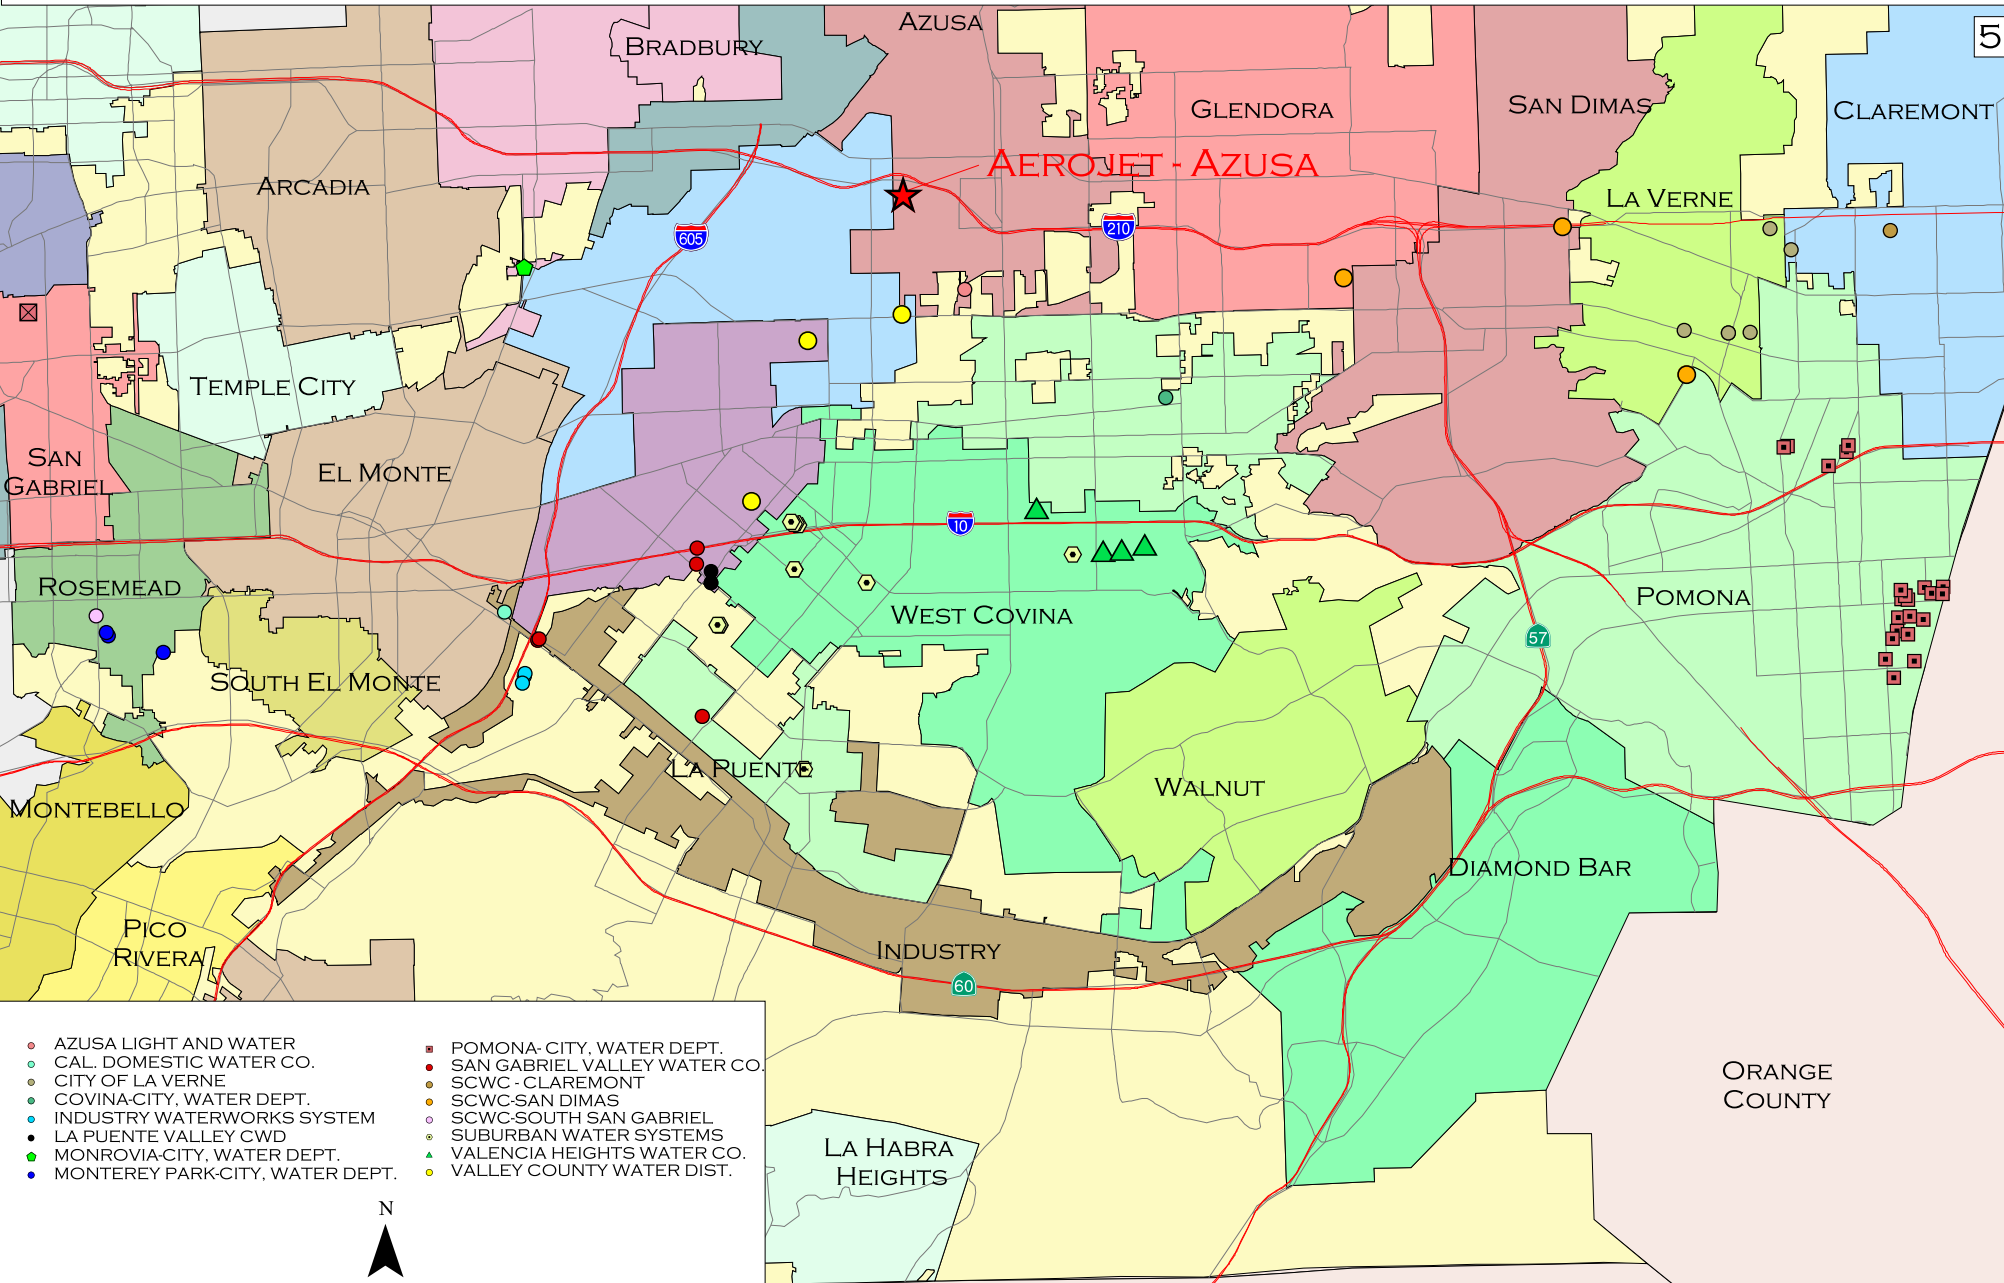 AZUSA
5
BRADBURY
GLENDORA
SAN DIMAS
CLAREMONT
AEROJET - AZUSA
ARCADIA
LA VERNE
210
605
TEMPLE CITY
SAN
GABRIEL
EL MONTE
10
ROSEMEAD
WEST COVINA
POMONA
57
SOUTH EL MONTE
LA PUENTE
WALNUT
MONTEBELLO
DIAMOND BAR
PICO
RIVERA
INDUSTRY
60
ORANGE
COUNTY
LA HABRA
HEIGHTS
AZUSA LIGHT AND WATER
CAL. DOMESTIC WATER CO.
CITY OF LA VERNE
COVINA-CITY, WATER DEPT.
INDUSTRY WATERWORKS SYSTEM
LA PUENTE VALLEY CWD
MONROVIA-CITY, WATER DEPT.
MONTEREY PARK-CITY, WATER DEPT.
POMONA- CITY, WATER DEPT.
SAN GABRIEL VALLEY WATER CO.
SCWC - CLAREMONT
SCWC-SAN DIMAS
SCWC-SOUTH SAN GABRIEL
SUBURBAN WATER SYSTEMS
VALENCIA HEIGHTS WATER CO.
VALLEY COUNTY WATER DIST.
N